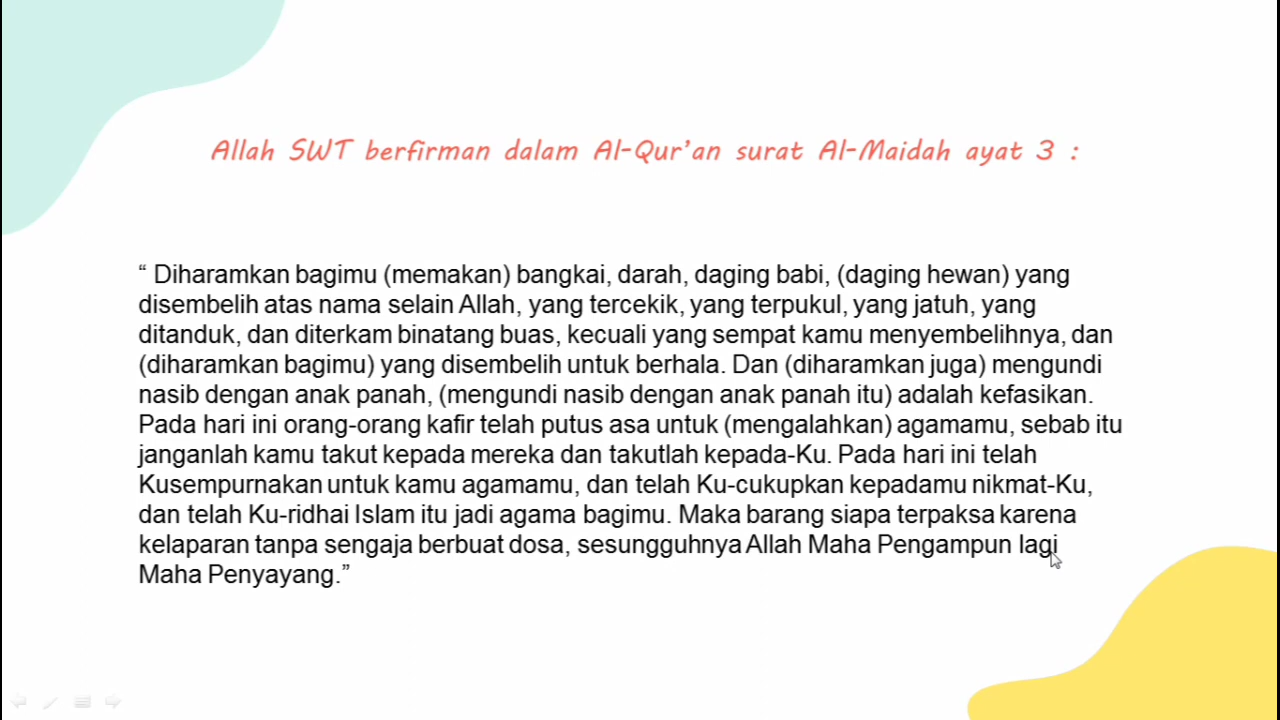 Allah SWT berfirman dalam Al-Qur’an surat Al-Maidah ayat 3 :
“ Diharamkan bagimu (memakan) bangkai, darah, daging babi, (daging hewan) yang
disembelih atas nama selain Allah, yang tercekik, yang terpukul, yang jatuh, yang
ditanduk, dan diterkam binatang buas, kecuali yang sempat kamu menyembelihnya, dan
(diharamkan bagimu) yang disembelih untuk berhala. Dan (diharamkan juga) mengundi
nasib dengan anak panah, (mengundi nasib dengan anak panah itu) adalah kefasikan.
Pada hari ini orang-orang kafir telah putus asa untuk (mengalahkan) agamamu, sebab itu
janganlah kamu takut kepada mereka dan takutlah kepada-Ku. Pada hari ini telah
Kusempurnakan untuk kamu agamamu, dan telah Ku-cukupkan kepadamu nikmat-Ku,
dan telah Ku-ridhai Islam itu jadi agama bagimu. Maka barang siapa terpaksa karena
kelaparan tanpa sengaja berbuat dosa, sesungguhnya Allah Maha Pengampun lagi
Maha Penyayang.”